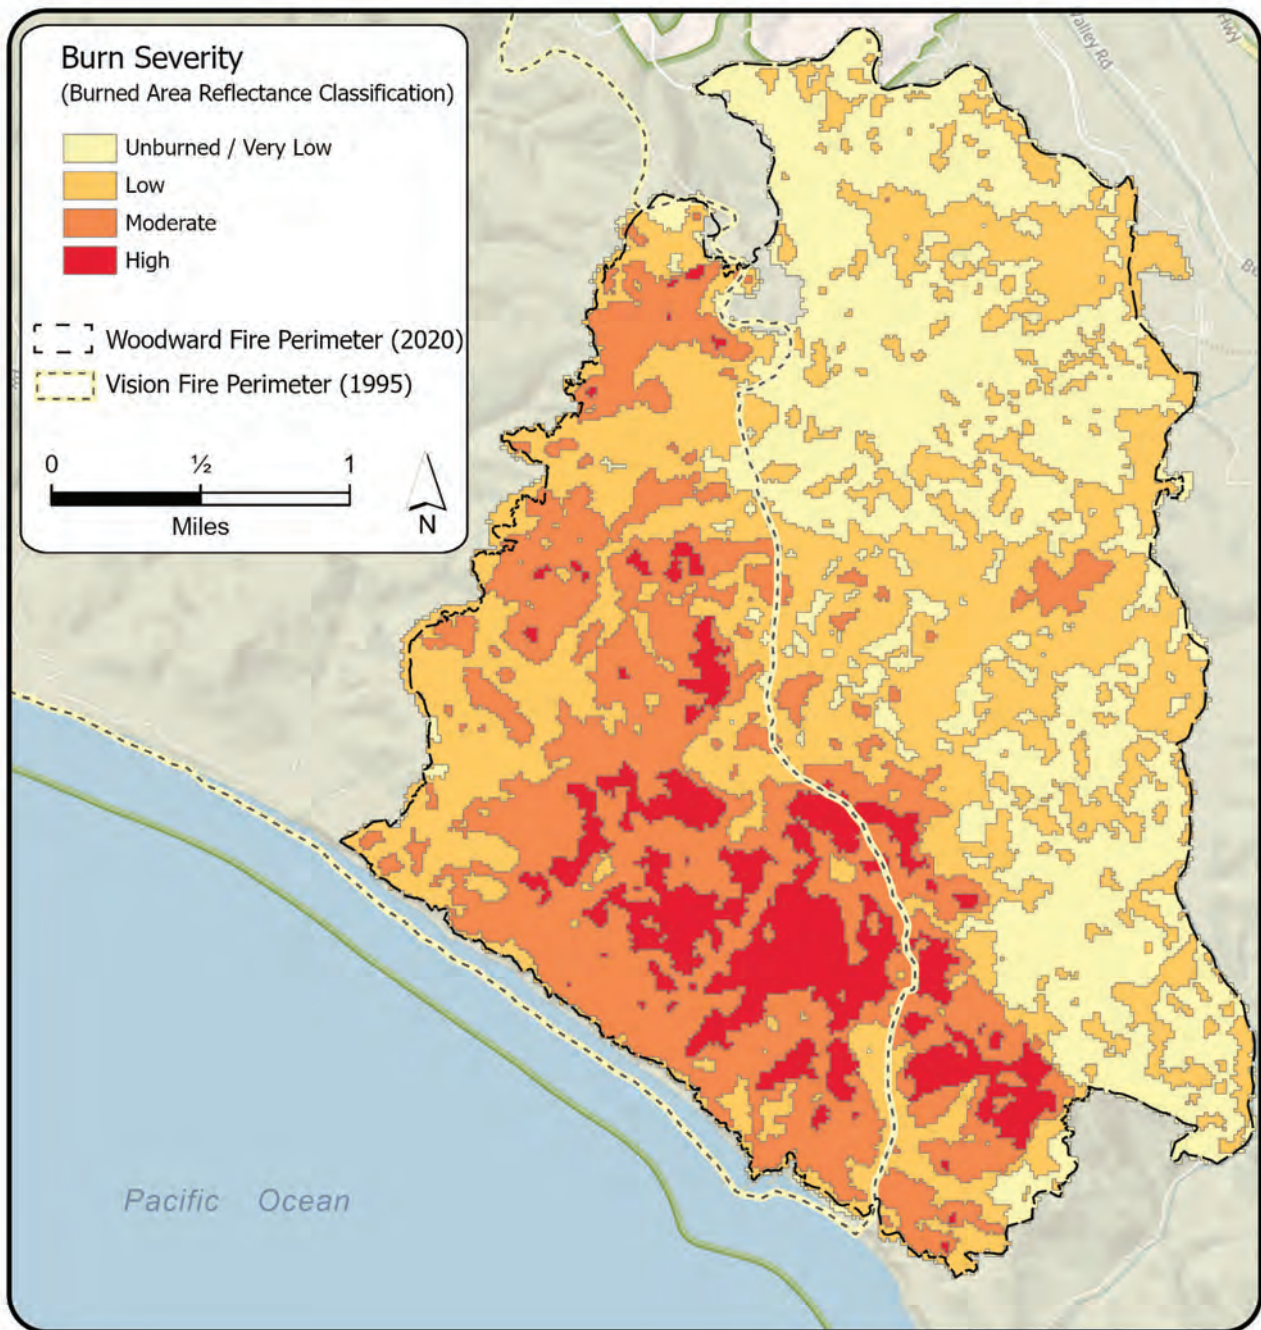 Burn Severity
(Burned Area Reflectance Classification)
Unburned / Very Low
Low
Moderate
High
Woodward Fire Perimeter (2020)
Vision Fire Perimeter (1995)
0 ½ 1
Miles
N
Valley Rd
Hwy
Pacific Ocean